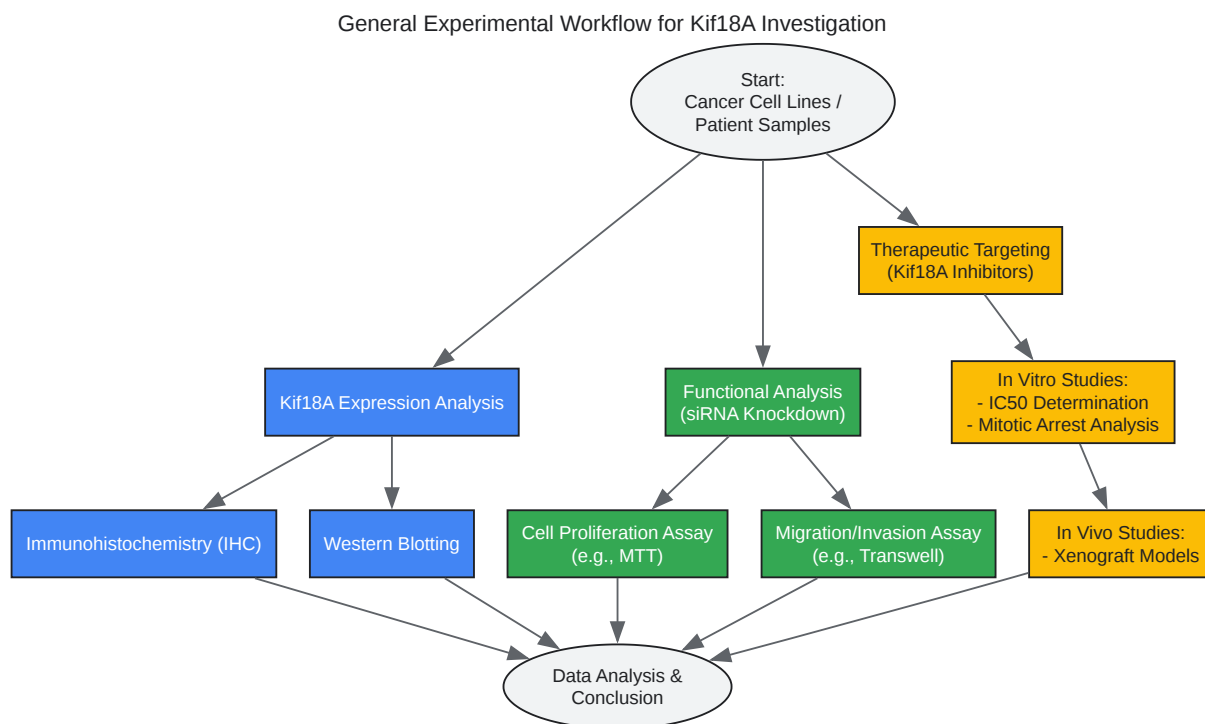 General Experimental Workflow for Kif18A Investigation
Start:
Cancer Cell Lines /
Patient Samples
Therapeutic Targeting
(Kif18A Inhibitors)
Kif18A Expression Analysis
Functional Analysis
(siRNA Knockdown)
In Vitro Studies:
- IC50 Determination
- Mitotic Arrest Analysis
Immunohistochemistry (IHC)
Western Blotting
Cell Proliferation Assay
(e.g., MTT)
Migration/Invasion Assay
(e.g., Transwell)
In Vivo Studies:
- Xenograft Models
Data Analysis &
Conclusion